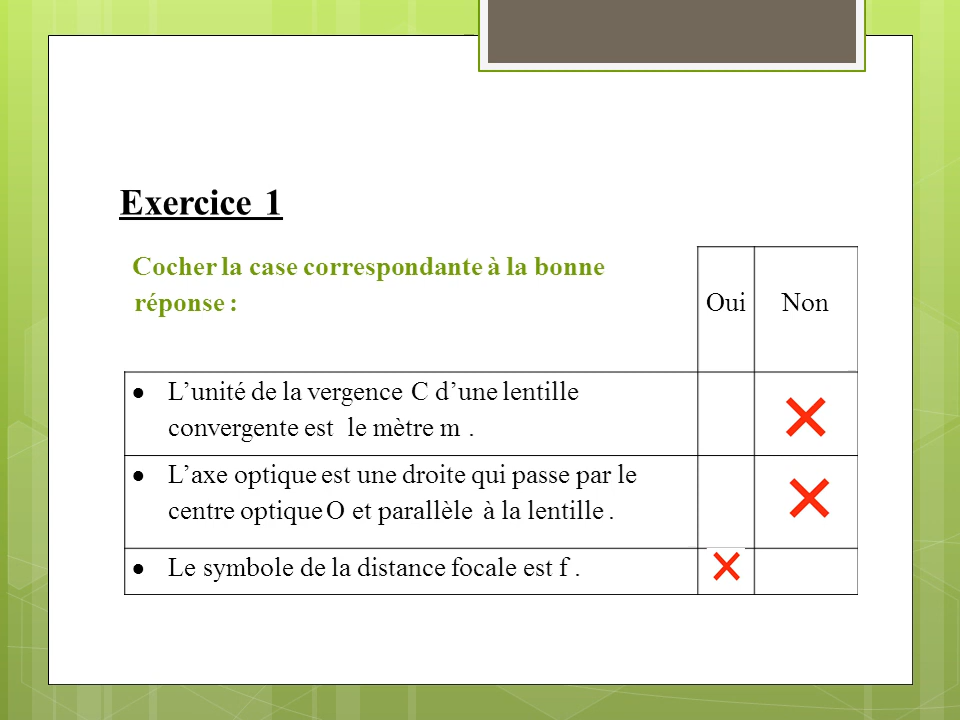 Exercice 1
Cocher la case correspondante à la bonne
réponse :
Oui Non
• L’unité de la vergence C d’une lentille
convergente est le mètre m .
• L’axe optique est une droite qui passe par le
centre optique O et parallèle à la lentille .
• Le symbole de la distance focale est f .